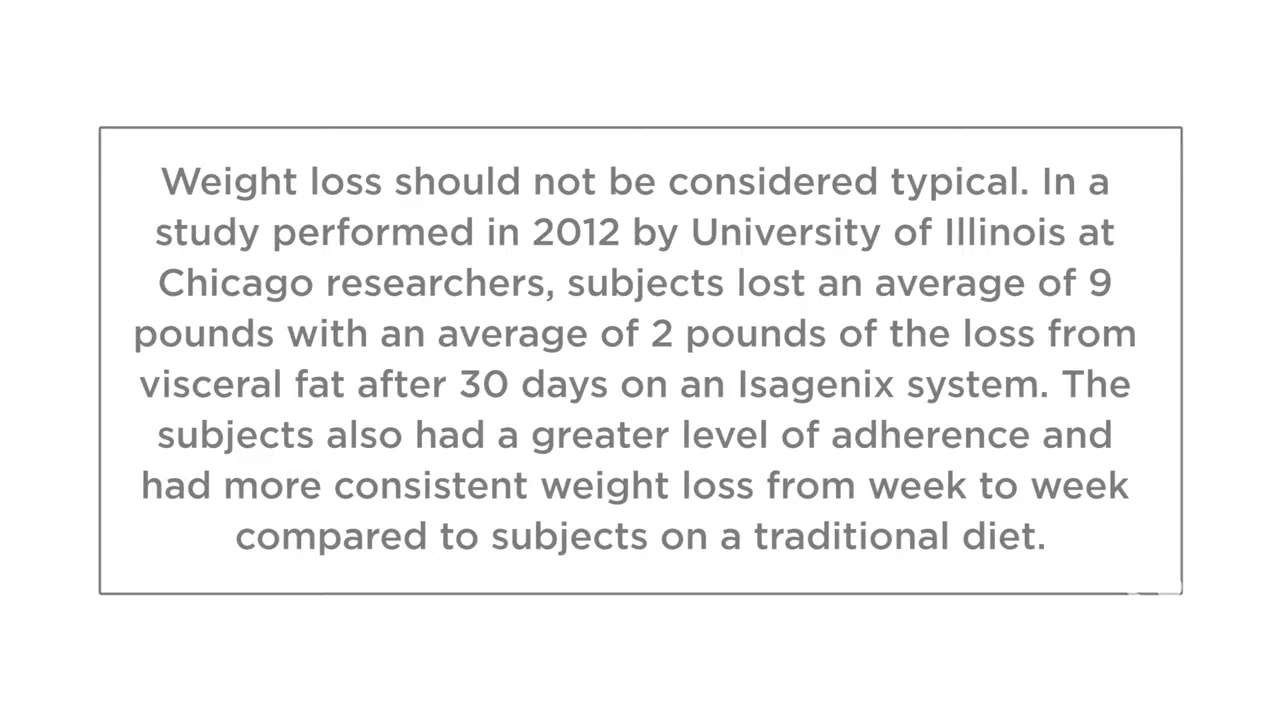 Weight loss should not be considered typical. In a
study performed in 2012 by University of Illinois at
Chicago researchers, subjects lost an average of 9
pounds with an average of 2 pounds of the loss from
visceral fat after 30 days on an Isagenix system. The
subjects also had a greater level of adherence and
had more consistent weight loss from week to week
compared to subjects on a traditional diet.